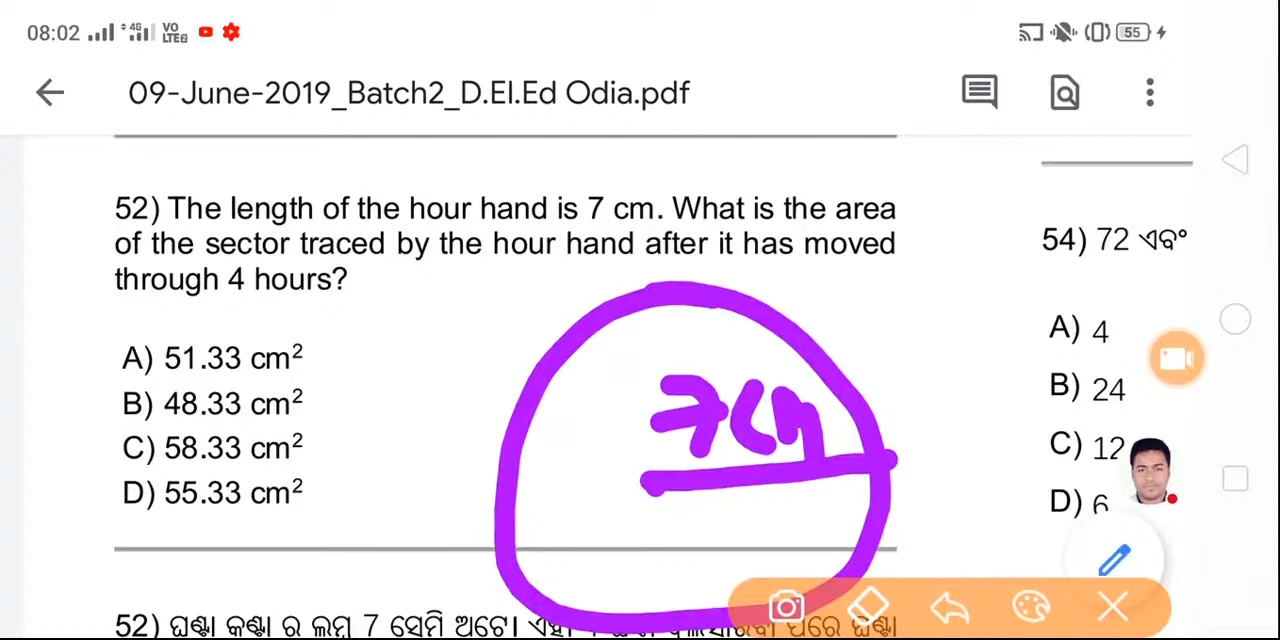 08:02 4G VO LTE2 55
09-June-2019_Batch2_D.El.Ed Odia.pdf
52) The length of the hour hand is 7 cm. What is the area
of the sector traced by the hour hand after it has moved
through 4 hours?
A) 51.33 cm²
B) 48.33 cm²
C) 58.33 cm²
D) 55.33 cm²
7cm
52) ଘଣ୍ଟା କଣ୍ଟା ର ଲମ୍ବ 7 ସେମି ଅଟେ।
54) 72 ଏବଂ
A) 4
B) 24
C) 12
D) 6